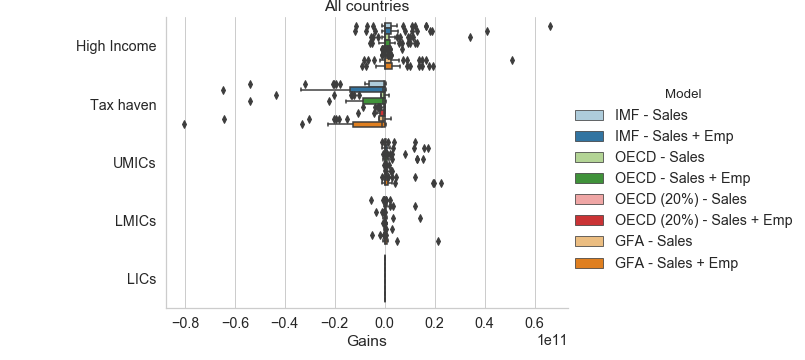 All countries
High Income
Tax haven
UMICs
LMICs
LICs
−0.8 −0.6 −0.4 −0.2 0.0 0.2 0.4 0.6
Gains
1e11
Model
IMF - Sales
IMF - Sales + Emp
OECD - Sales
OECD - Sales + Emp
OECD (20%) - Sales
OECD (20%) - Sales + Emp
GFA - Sales
GFA - Sales + Emp